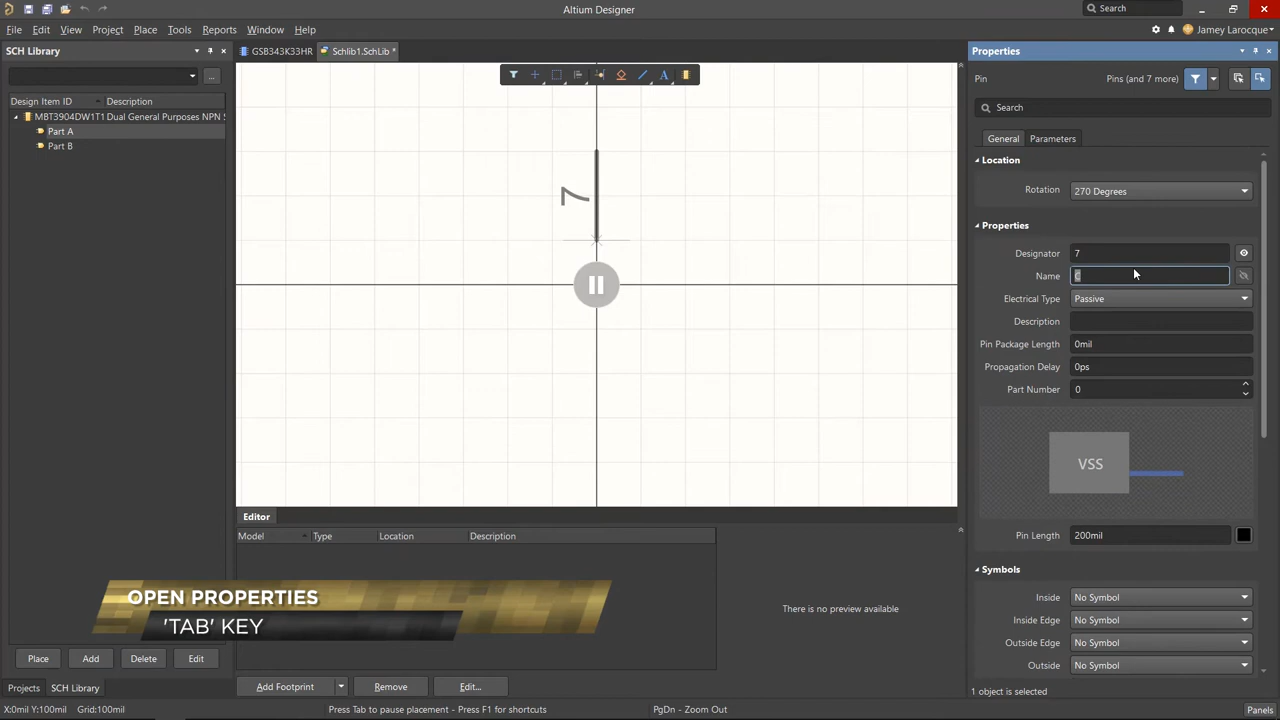 Altium Designer
Search
File Edit View Project Place Tools Reports Window Help
Jamey Larocque
SCH Library
GSB343K33HR
Schlib1.SchLib *
Properties
Pin
Pins (and 7 more)
...
Search
Design Item ID
Description
MBT3904DW1T1 Dual General Purposes NPN S
Part A
Part B
General
Parameters
Location
Rotation
270 Degrees
7
Properties
Designator
7
Name
C
Electrical Type
Passive
Description
Pin Package Length
0mil
Propagation Delay
0ps
Part Number
0
VSS
Pin Length
200mil
Editor
Model
Type
Location
Description
There is no preview available
Symbols
Inside
No Symbol
Inside Edge
No Symbol
Outside Edge
No Symbol
Outside
No Symbol
OPEN PROPERTIES
'TAB' KEY
Place
Add
Delete
Edit
Add Footprint
Remove
Edit...
Projects
SCH Library
1 object is selected
X:0mil Y:100mil
Grid:100mil
Press Tab to pause placement - Press F1 for shortcuts
PgDn - Zoom Out
Panels